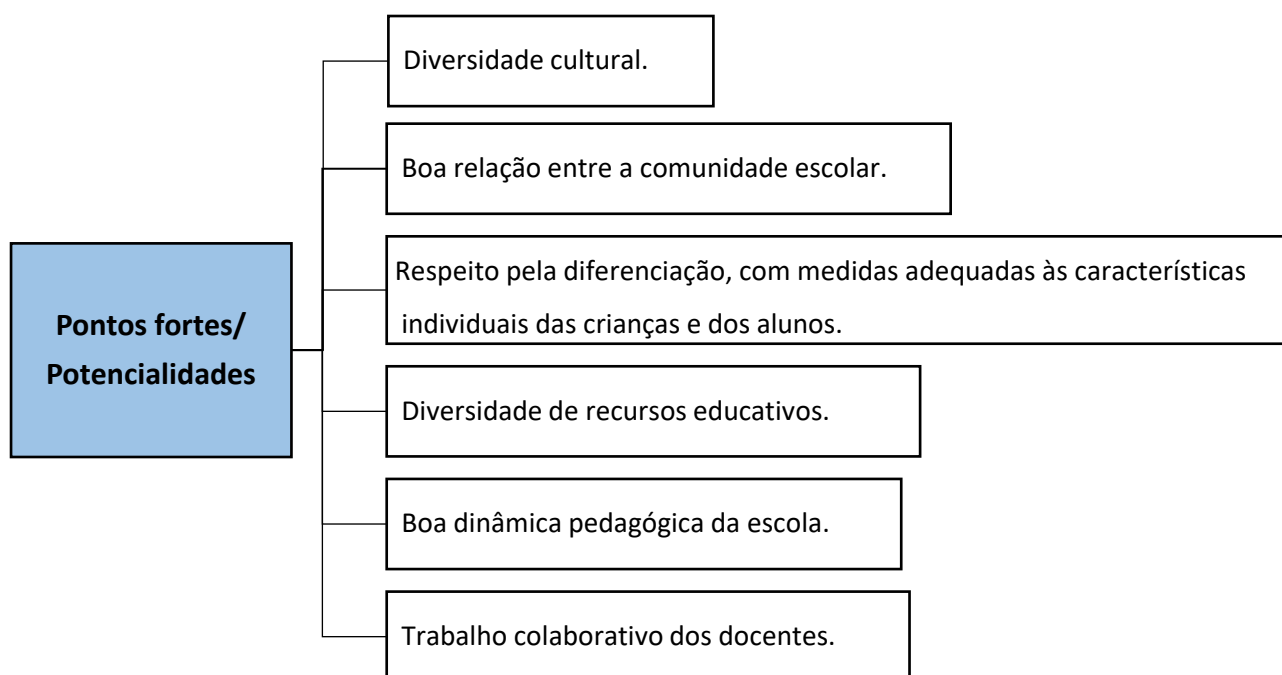 Diversidade cultural.
Boa relação entre a comunidade escolar.
Respeito pela diferenciação, com medidas adequadas às características
individuais das crianças e dos alunos.
Pontos fortes/
Potencialidades
Diversidade de recursos educativos.
Boa dinâmica pedagógica da escola.
Trabalho colaborativo dos docentes.